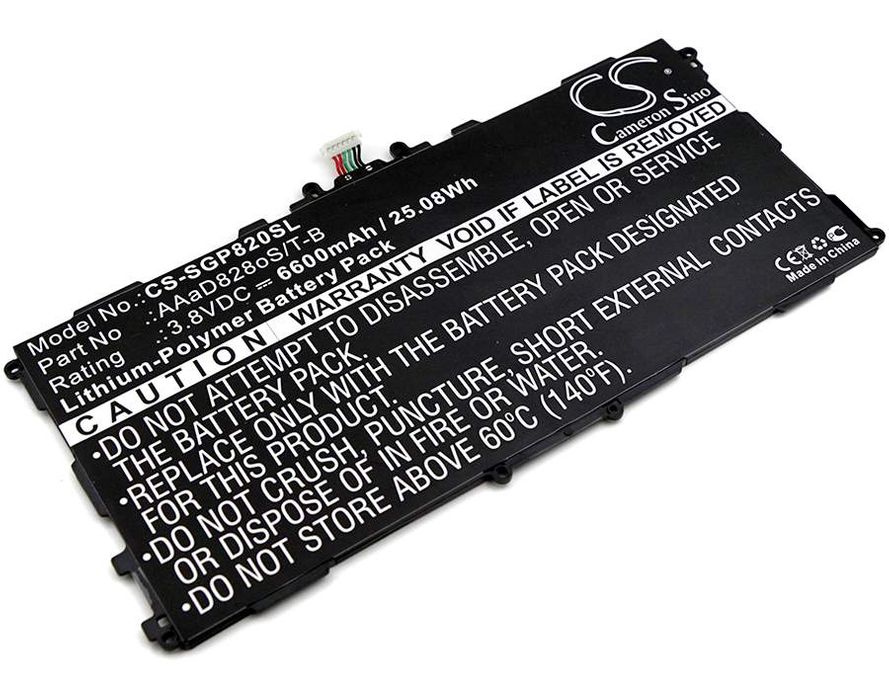 CS
Cameron Sino
Model No.: CS-SGP820SL
Part No : AAaD828oS/T-B
Rating : 3.8VDC ⎓ 6600mAh / 25.08Wh
Lithium-Polymer Battery Pack
CAUTION VOID IF LABEL IS REMOVED
•DO NOT ATTEMPT TO DISASSEMBLE, OPEN OR SERVICE
THE BATTERY PACK.
•REPLACE ONLY WITH THE BATTERY PACK DESIGNATED
FOR THIS PRODUCT.
•DO NOT CRUSH, PUNCTURE, SHORT EXTERNAL CONTACTS
OR DISPOSE OF IN FIRE OR WATER.
•DO NOT STORE ABOVE 60°C (140°F).
CE FC
Made in China